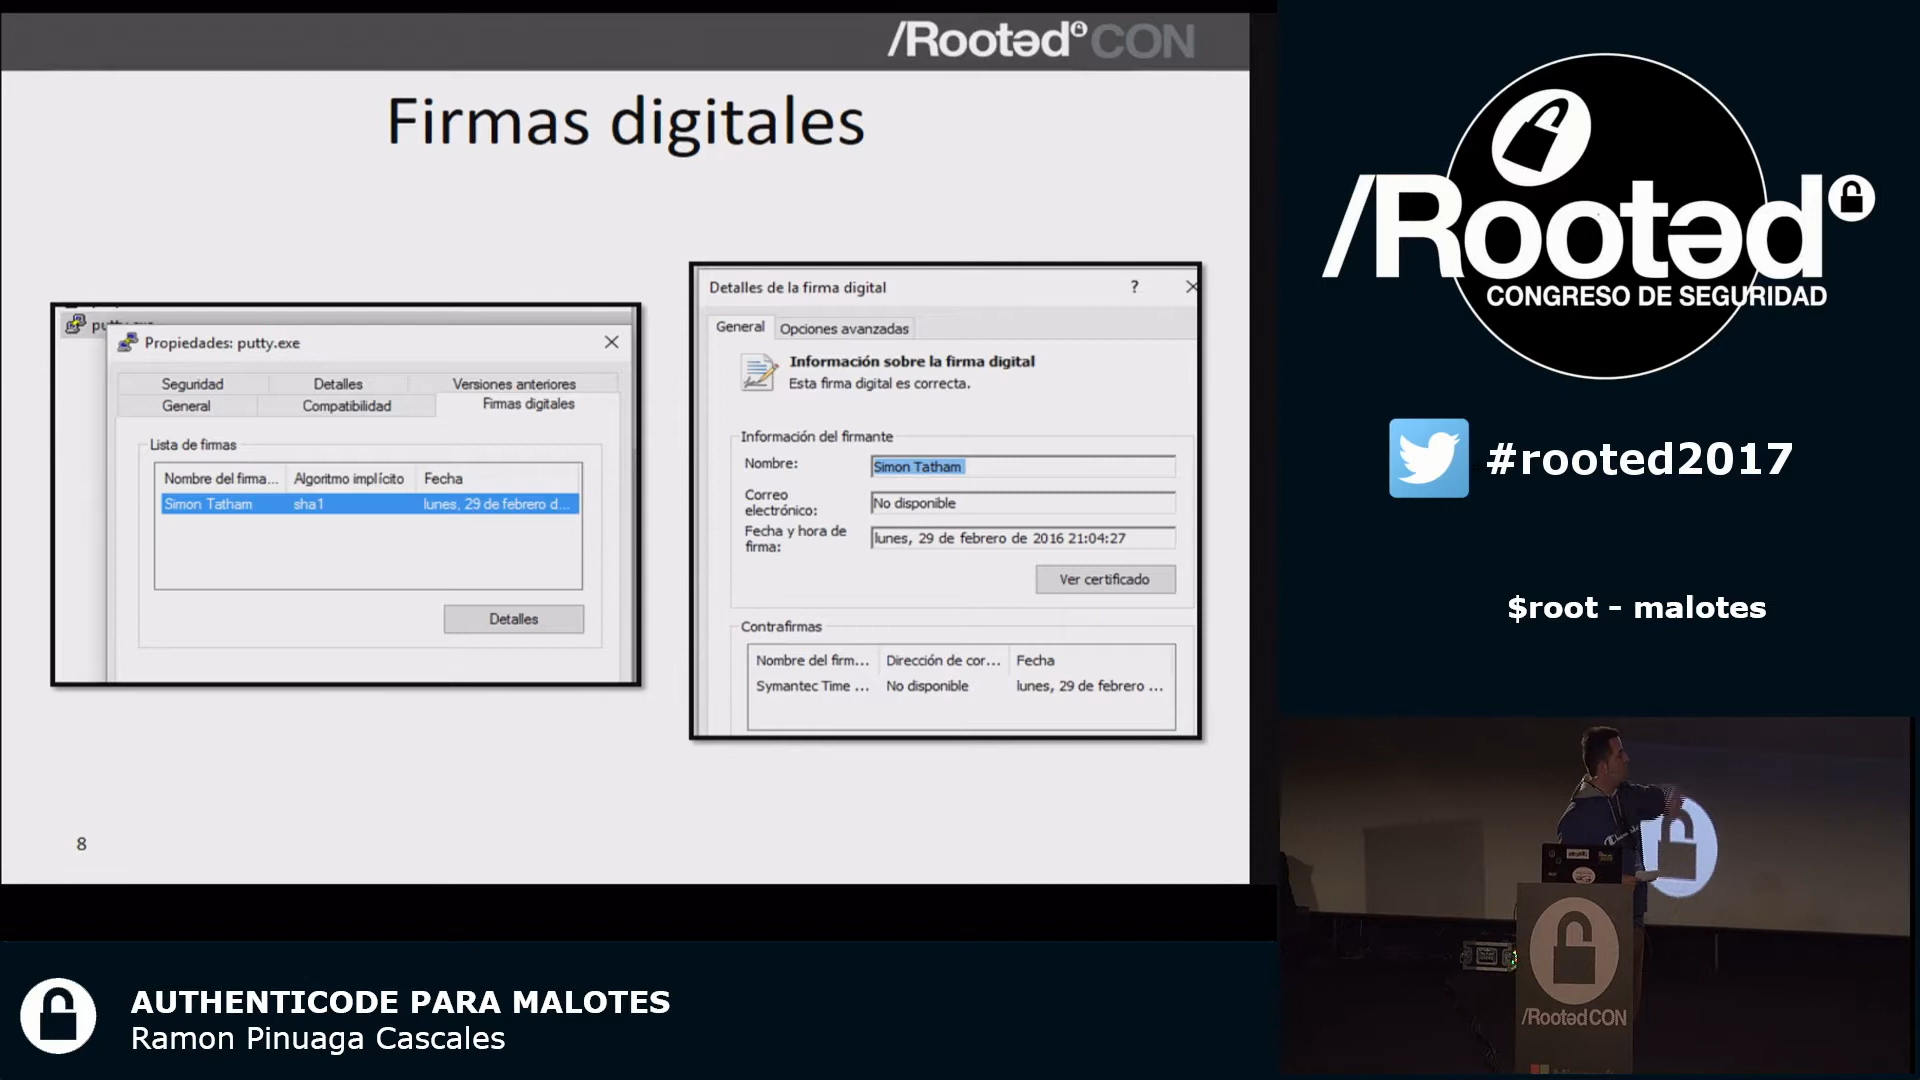 /Rootəd CON
Firmas digitales
Propiedades: putty.exe
Seguridad
Detalles
Versiones anteriores
General
Compatibilidad
Firmas digitales
Lista de firmas
Nombre del firma...
Algoritmo implícito
Fecha
Simon Tatham
sha1
lunes, 29 de febrero d...
Detalles
Detalles de la firma digital
?
General
Opciones avanzadas
Información sobre la firma digital
Esta firma digital es correcta.
Información del firmante
Nombre:
Simon Tatham
Correo
electrónico:
No disponible
Fecha y hora de
firma:
lunes, 29 de febrero de 2016 21:04:27
Ver certificado
Contrafirmas
Nombre del firm...
Dirección de cor...
Fecha
Symantec Time ...
No disponible
lunes, 29 de febrero ...
8
/Rootəd
CONGRESO DE SEGURIDAD
#rooted2017
$root - malotes
/RootədCON
AUTHENTICODE PARA MALOTES
Ramon Pinuaga Cascales